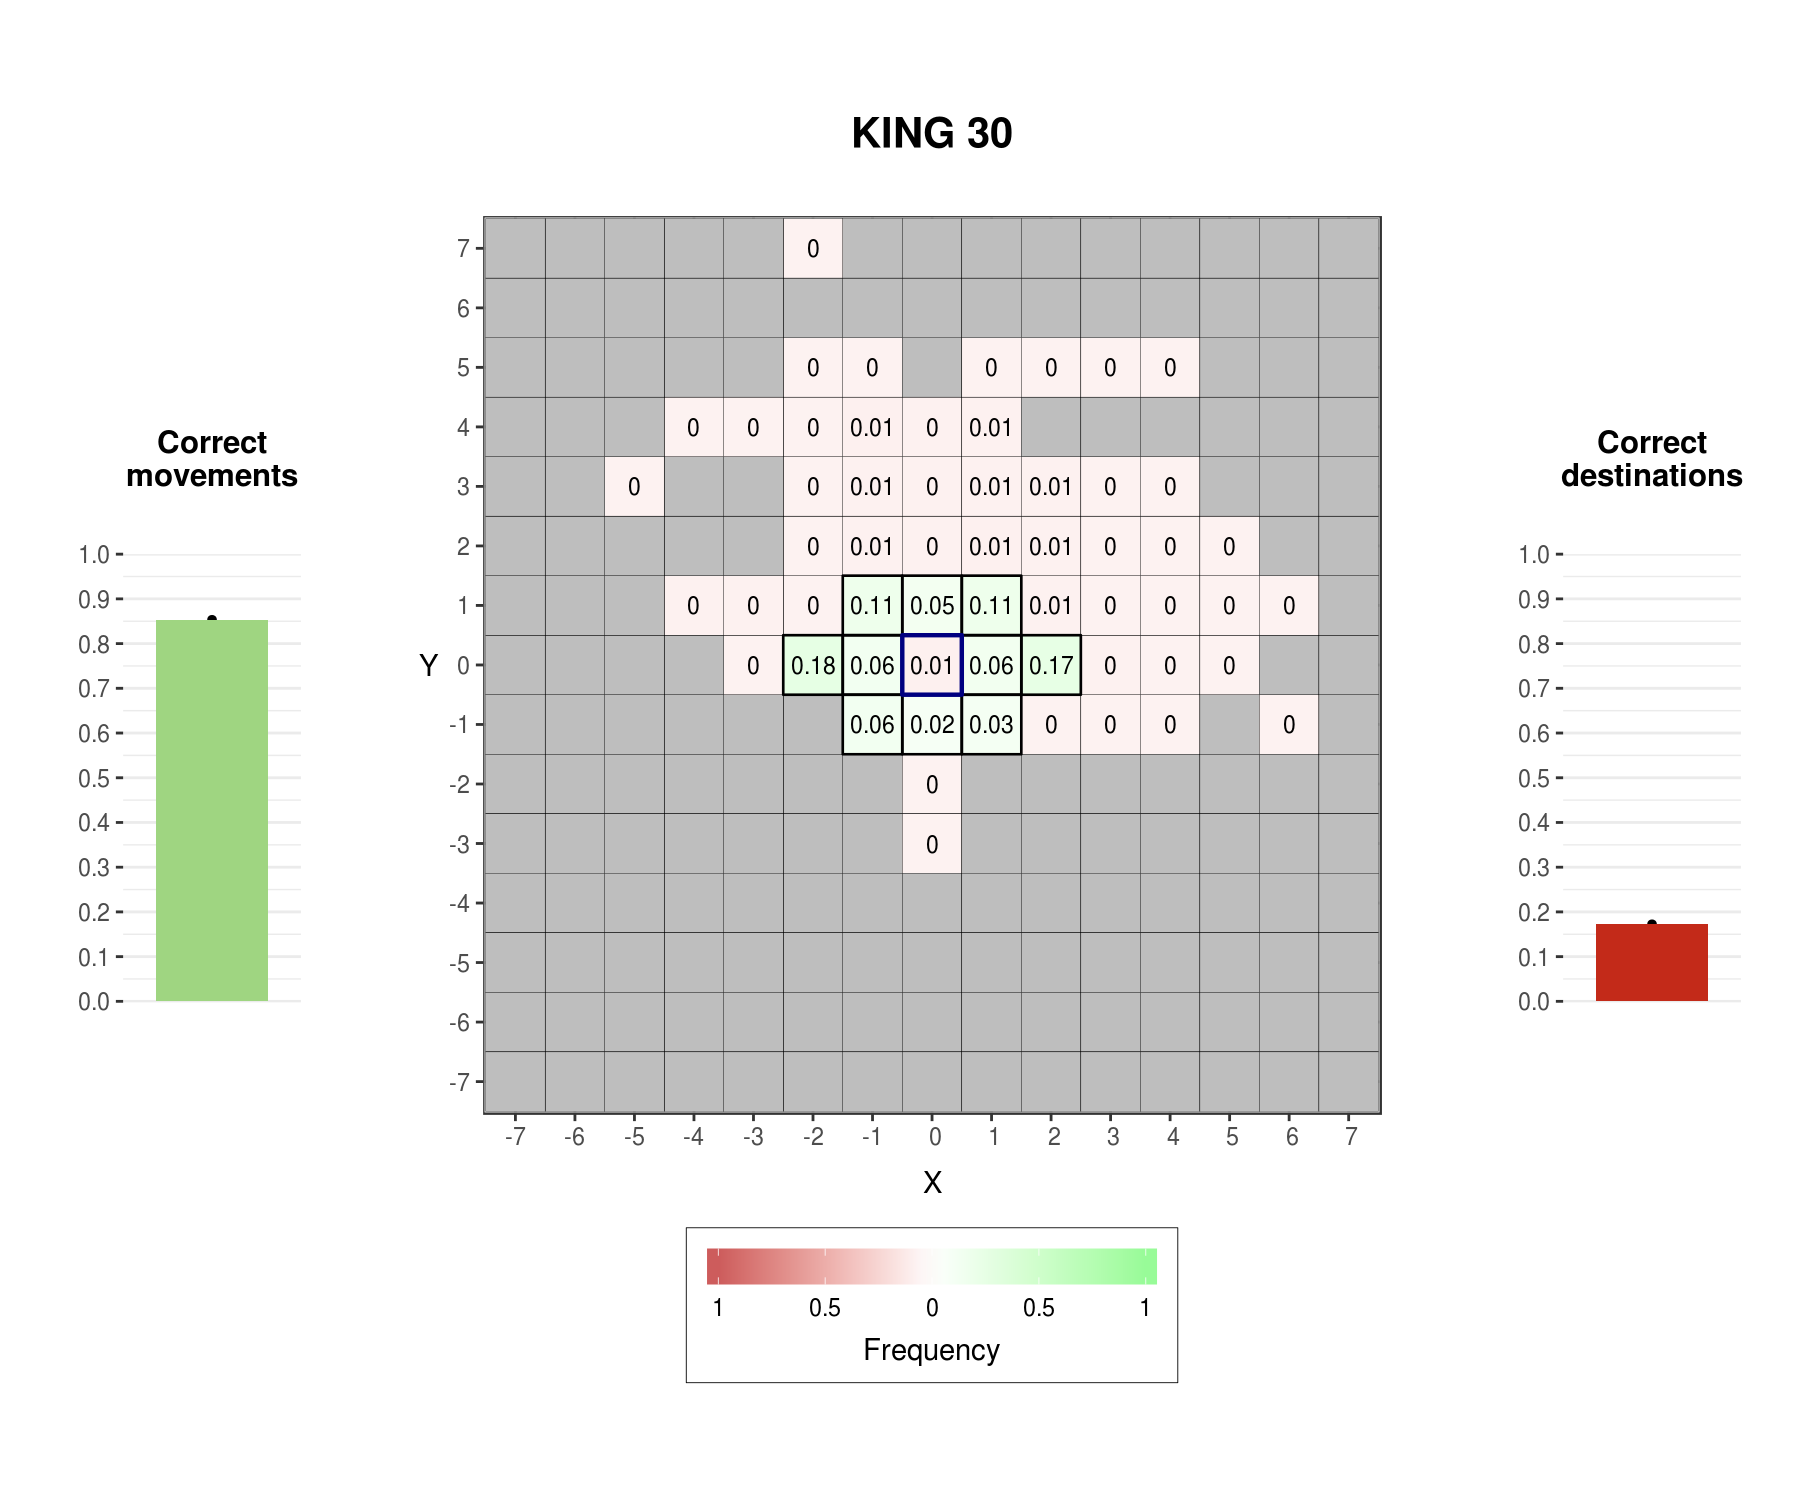 KING 30
Correct
movements
1.0
0.9
0.8
0.7
0.6
0.5
0.4
0.3
0.2
0.1
0.0
Y
7 0
6
5 0 0 0 0 0 0
4 0 0 0 0.01 0 0.01
3 0 0 0.01 0 0.01 0.01 0 0
2 0 0.01 0 0.01 0.01 0 0 0
1 0 0 0 0.11 0.05 0.11 0.01 0 0 0 0
0 0 0.18 0.06 0.01 0.06 0.17 0 0 0
-1 0.06 0.02 0.03 0 0 0 0
-2 0
-3 0
-4
-5
-6
-7
-7 -6 -5 -4 -3 -2 -1 0 1 2 3 4 5 6 7
X
1 0.5 0 0.5 1
Frequency
Correct
destinations
1.0
0.9
0.8
0.7
0.6
0.5
0.4
0.3
0.2
0.1
0.0